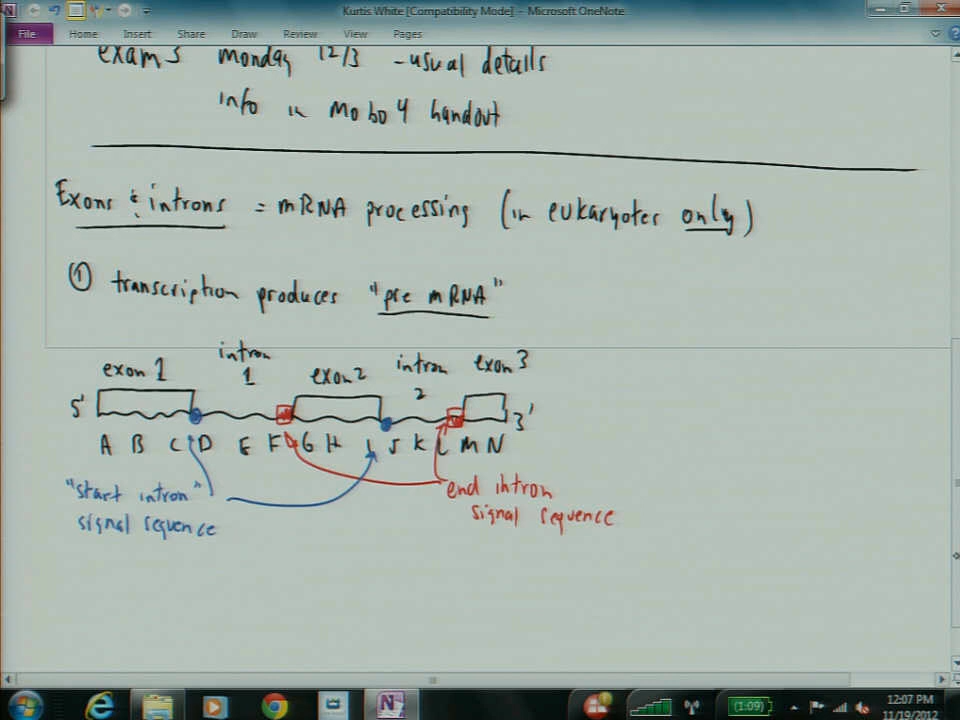 Kurtis White [Compatibility Mode] - Microsoft OneNote
File Home Insert Share Draw Review View Pages
exam 5 monday 12/3 - usual details
info in Mobo 4 handout
Exons & introns = mRNA processing (in eukaryotes only)
① transcription produces "pre mRNA"
exon 1 intron 1 exon 2 intron 2 exon 3
5' 3'
A B C D E F G H I J K L M N
"start intron" signal sequence
end intron signal sequence
(1:09)
12:07 PM
11/19/2012